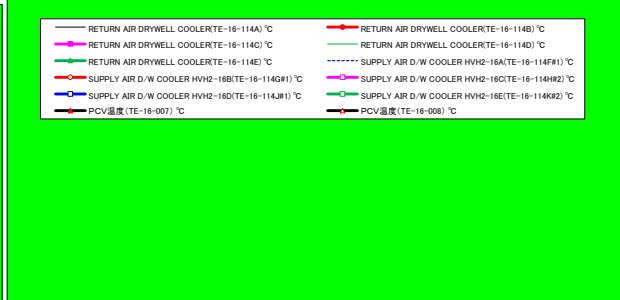 RETURN AIR DRYWELL COOLER(TE-16-114A) ℃
RETURN AIR DRYWELL COOLER(TE-16-114B) ℃
RETURN AIR DRYWELL COOLER(TE-16-114C) ℃
RETURN AIR DRYWELL COOLER(TE-16-114D) ℃
RETURN AIR DRYWELL COOLER(TE-16-114E) ℃
SUPPLY AIR D/W COOLER HVH2-16A(TE-16-114F#1) ℃
SUPPLY AIR D/W COOLER HVH2-16B(TE-16-114G#1) ℃
SUPPLY AIR D/W COOLER HVH2-16C(TE-16-114H#2) ℃
SUPPLY AIR D/W COOLER HVH2-16D(TE-16-114J#1) ℃
SUPPLY AIR D/W COOLER HVH2-16E(TE-16-114K#2) ℃
PCV温度(TE-16-007) ℃
PCV温度(TE-16-008) ℃